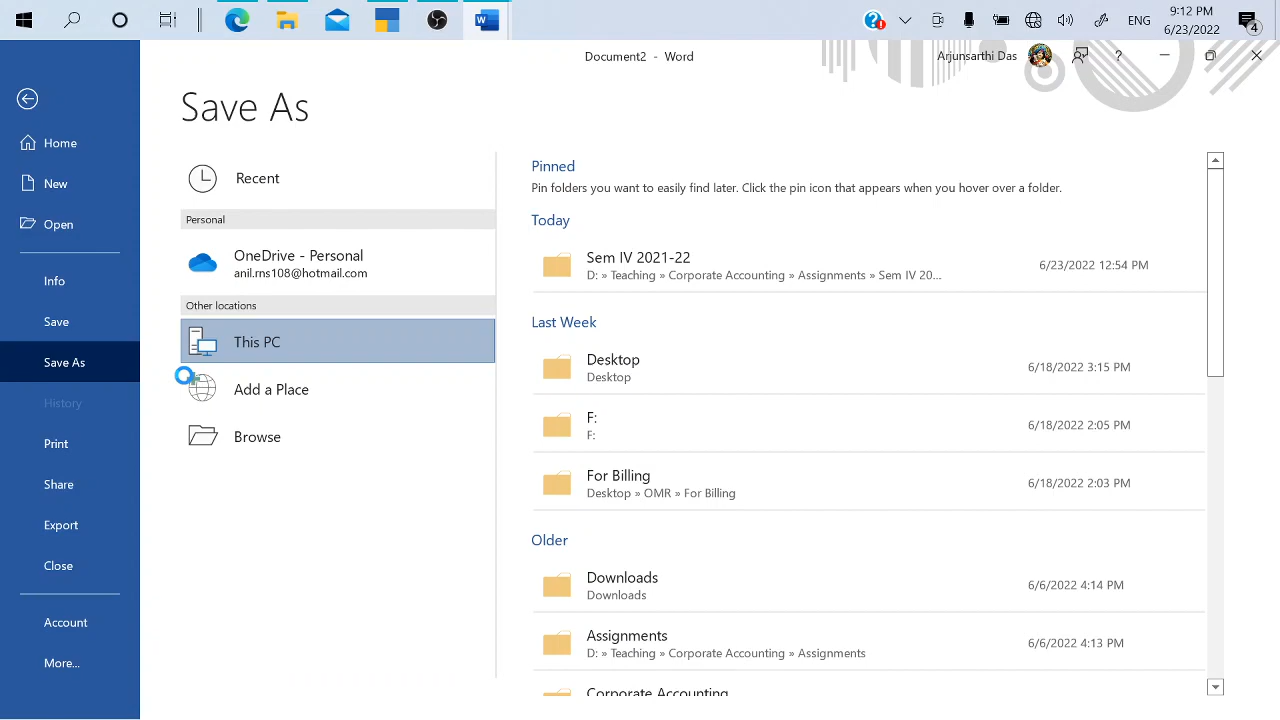 ENG
5:12 PM
6/23/2022
4
Document2 - Word
Arjunsarthi Das
?
Save As
Home
New
Open
Info
Save
Save As
History
Print
Share
Export
Close
Account
More...
Recent
Personal
OneDrive - Personal
anil.rns108@hotmail.com
Other locations
This PC
Add a Place
Browse
Pinned
Pin folders you want to easily find later. Click the pin icon that appears when you hover over a folder.
Today
Sem IV 2021-22
D: » Teaching » Corporate Accounting » Assignments » Sem IV 20...
6/23/2022 12:54 PM
Last Week
Desktop
Desktop
6/18/2022 3:15 PM
F:
F:
6/18/2022 2:05 PM
For Billing
Desktop » OMR » For Billing
6/18/2022 2:03 PM
Older
Downloads
Downloads
6/6/2022 4:14 PM
Assignments
D: » Teaching » Corporate Accounting » Assignments
6/6/2022 4:13 PM
Corporate Accounting